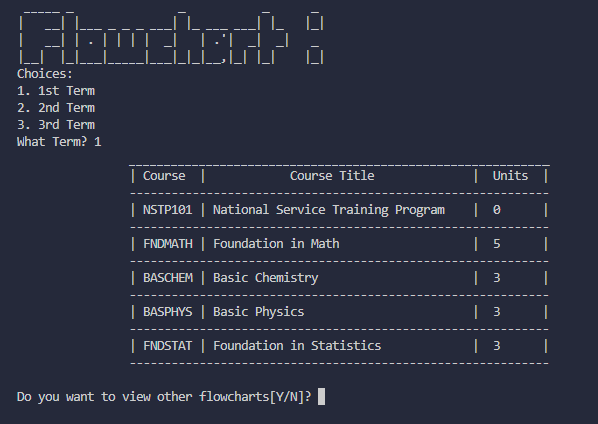 Flowchart :
Choices:
1. 1st Term
2. 2nd Term
3. 3rd Term
What Term? 1
| Course | Course Title | Units |
| NSTP101 | National Service Training Program | 0 |
| FNDMATH | Foundation in Math | 5 |
| BASCHEM | Basic Chemistry | 3 |
| BASPHYS | Basic Physics | 3 |
| FNDSTAT | Foundation in Statistics | 3 |
Do you want to view other flowcharts[Y/N]?